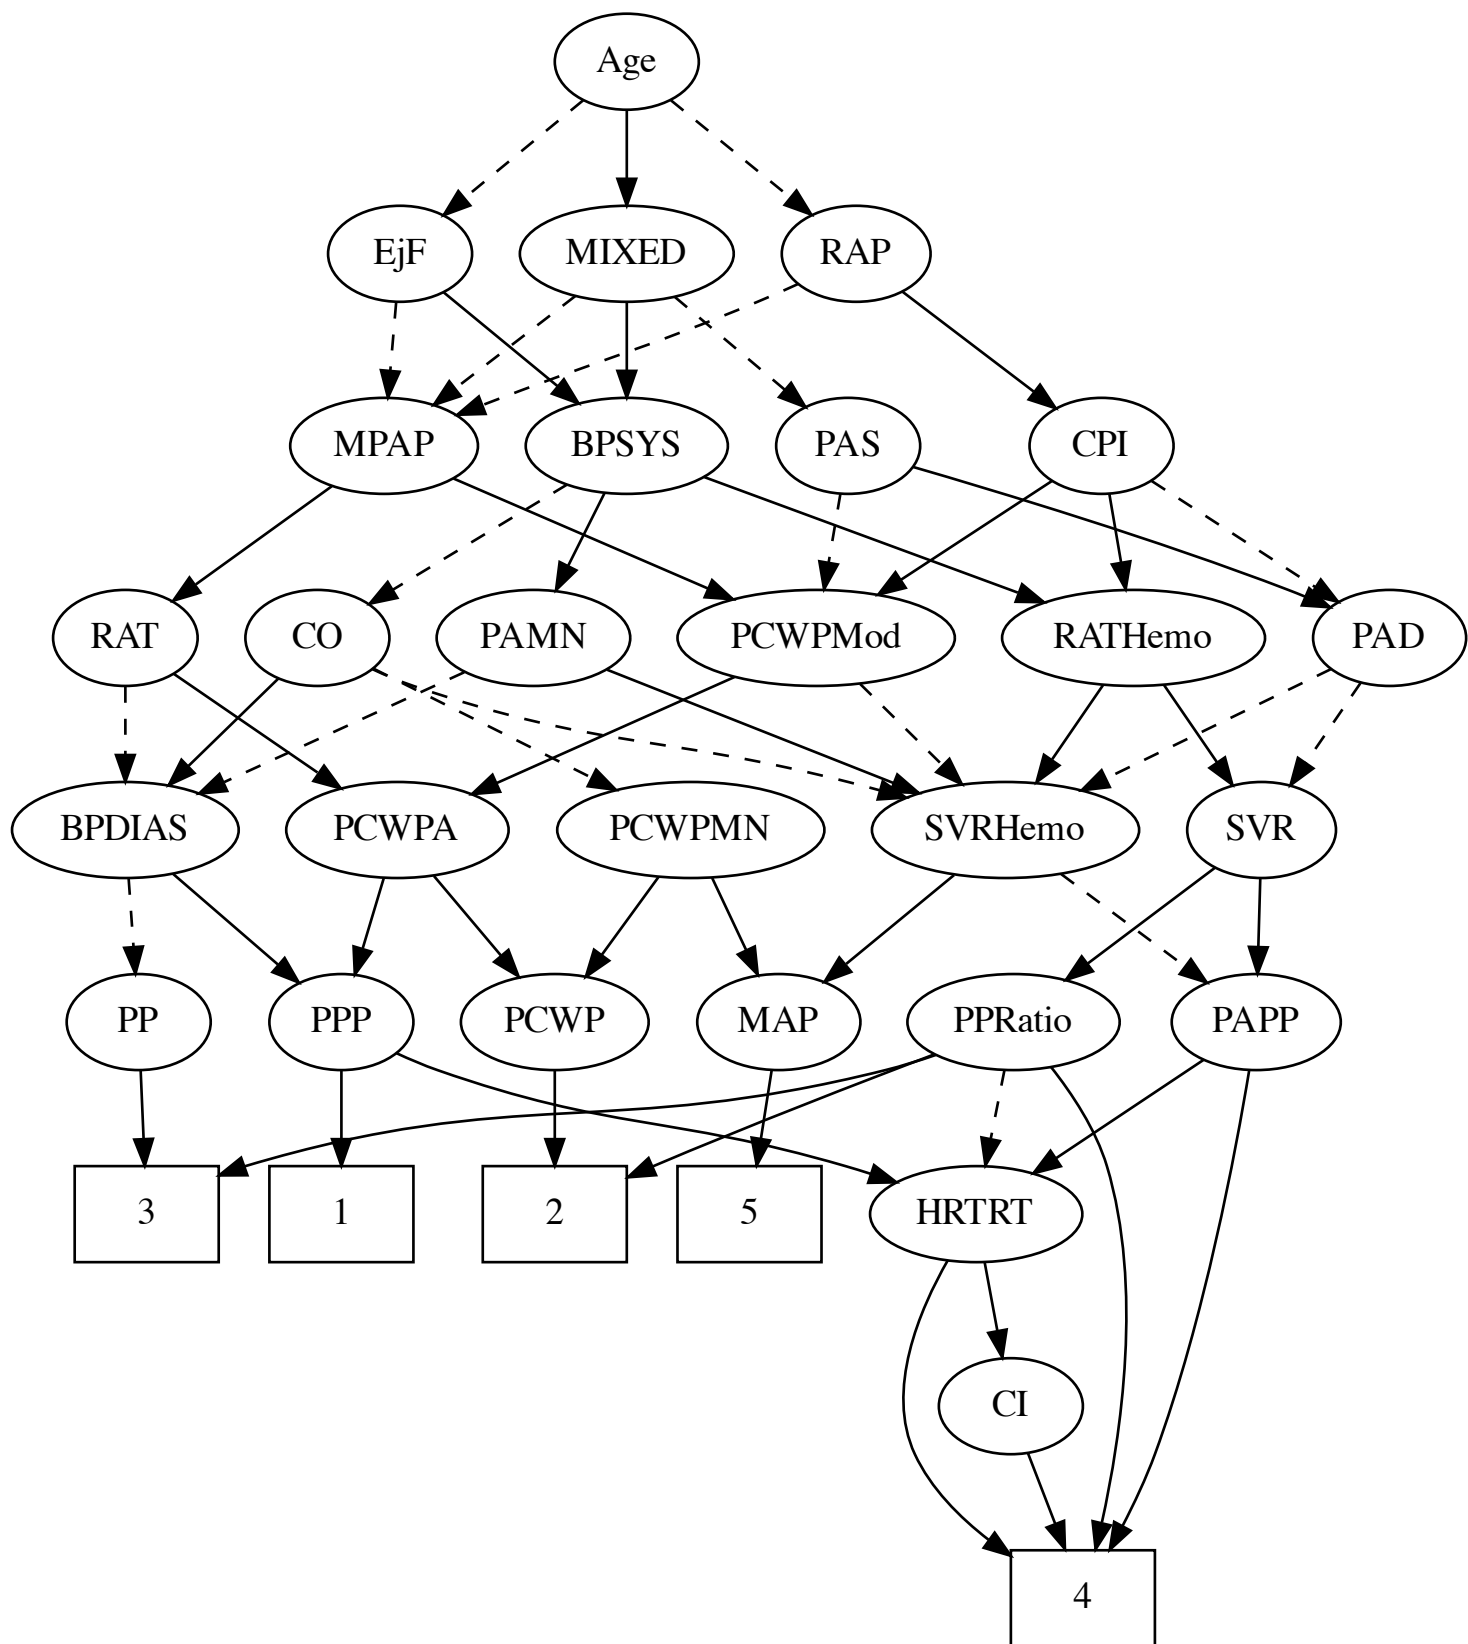 Age
EjF
MIXED
RAP
MPAP
BPSYS
PAS
CPI
RAT
CO
PAMN
PCWPMod
RATHemo
PAD
BPDIAS
PCWPA
PCWPMN
SVRHemo
SVR
PP
PPP
PCWP
MAP
PPRatio
PAPP
3
1
2
5
HRTRT
CI
4